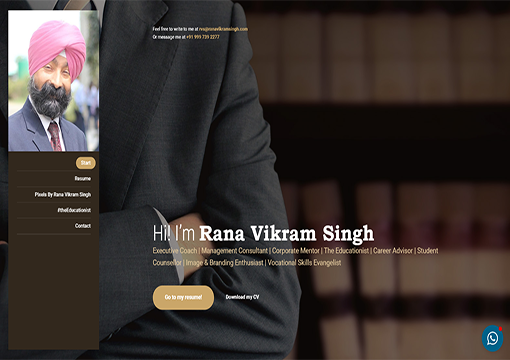 Feel free to write to me at rvs@ranavikramsingh.com
Or message me at +91 999 739 2277
Start
Resume
Pixels By Rana Vikram Singh
#theEducationist
Contact
Hi! I'm Rana Vikram Singh
Executive Coach | Management Consultant | Corporate Mentor | The Educationist | Career Advisor | Student
Counsellor | Image & Branding Enthusiast | Vocational Skills Evangelist
Go to my resume!
Download my CV